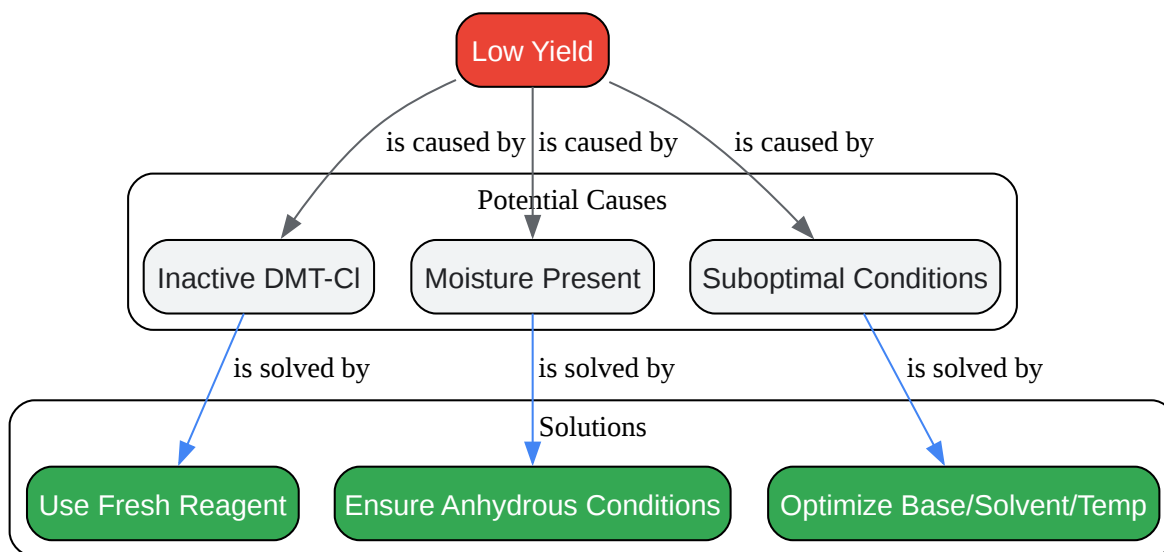 Low Yield
is caused by
is caused by
is caused by
Potential Causes
Inactive DMT-Cl
Moisture Present
Suboptimal Conditions
is solved by
is solved by
is solved by
Solutions
Use Fresh Reagent
Ensure Anhydrous Conditions
Optimize Base/Solvent/Temp